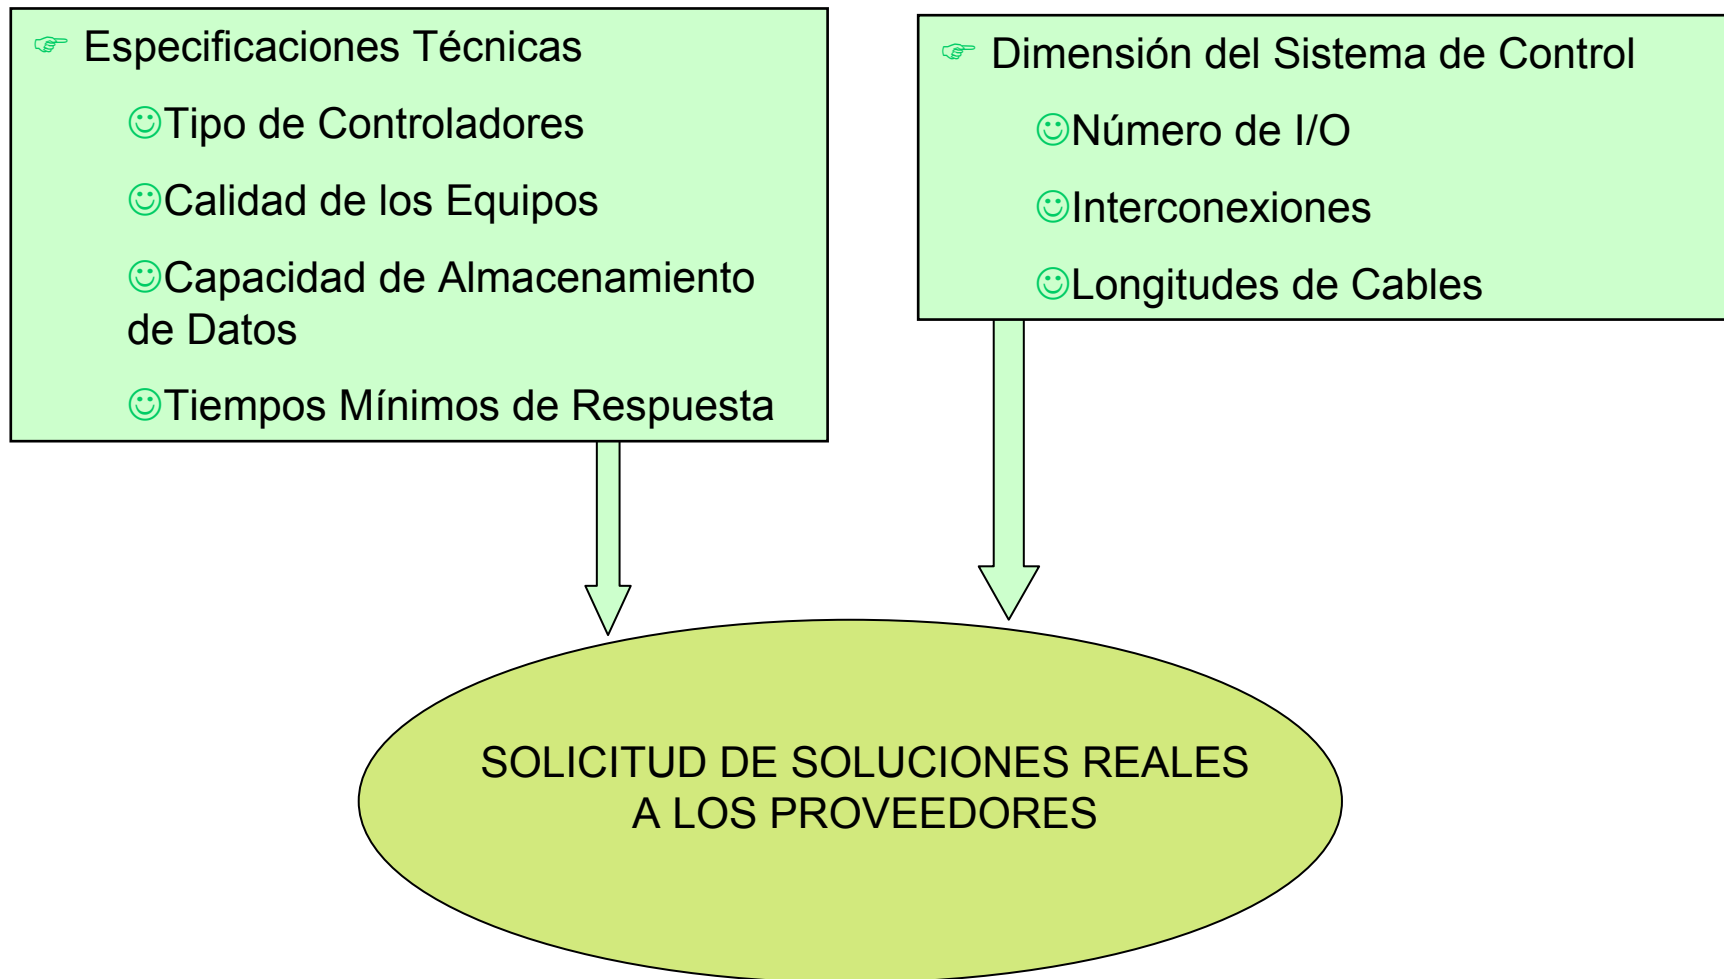 ☞ Especificaciones Técnicas
☺Tipo de Controladores
☺Calidad de los Equipos
☺Capacidad de Almacenamiento
de Datos
☺Tiempos Mínimos de Respuesta
☞ Dimensión del Sistema de Control
☺Número de I/O
☺Interconexiones
☺Longitudes de Cables
SOLICITUD DE SOLUCIONES REALES
A LOS PROVEEDORES